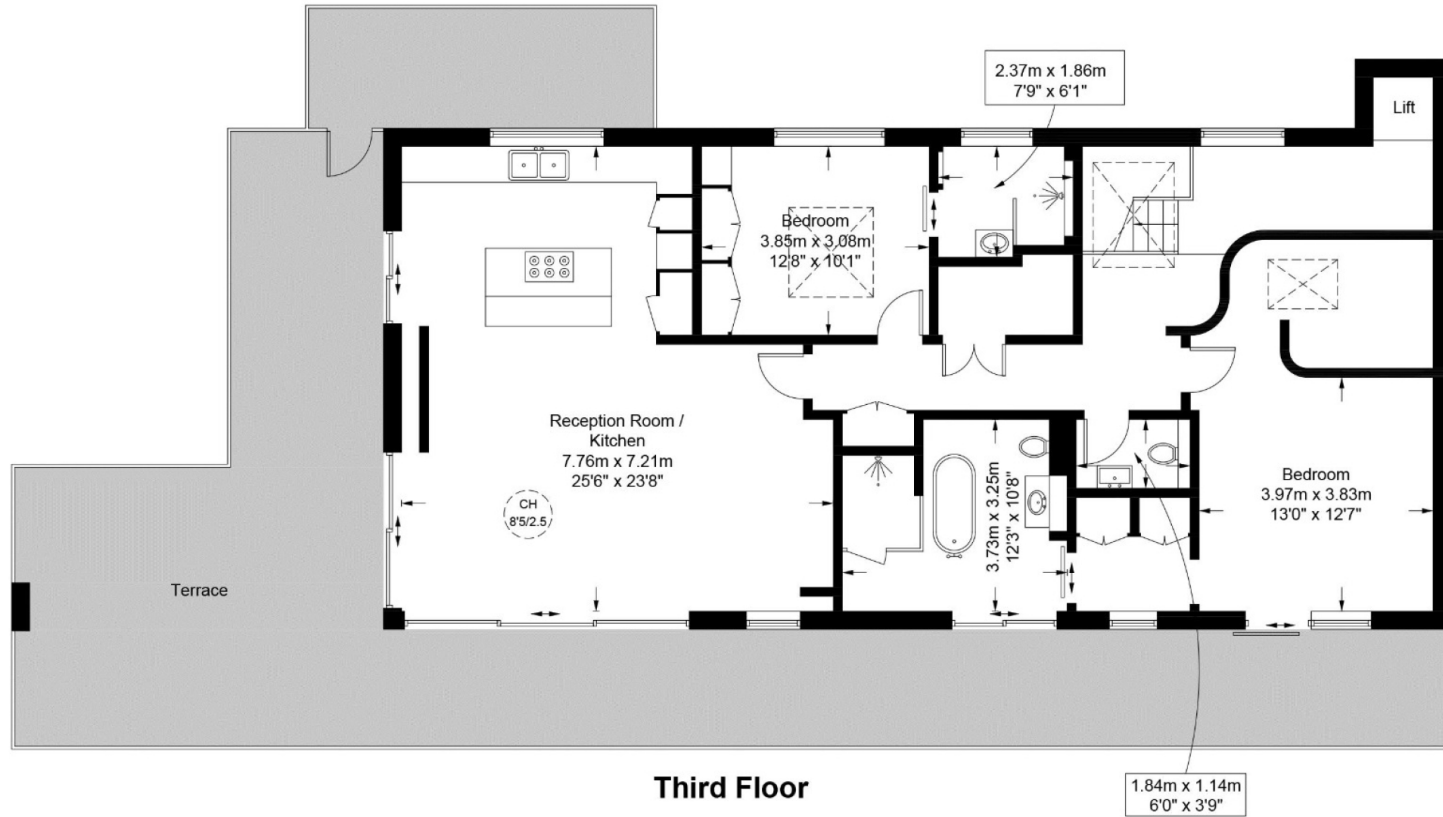 2.37m x 1.86m
7'9" x 6'1"
Lift
Bedroom
3.85m x 3.08m
12'8" x 10'1"
Reception Room /
Kitchen
7.76m x 7.21m
25'6" x 23'8"
CH
8'5/2.5
3.73m x 3.25m
12'3" x 10'8"
Bedroom
3.97m x 3.83m
13'0" x 12'7"
Terrace
Third Floor
1.84m x 1.14m
6'0" x 3'9"